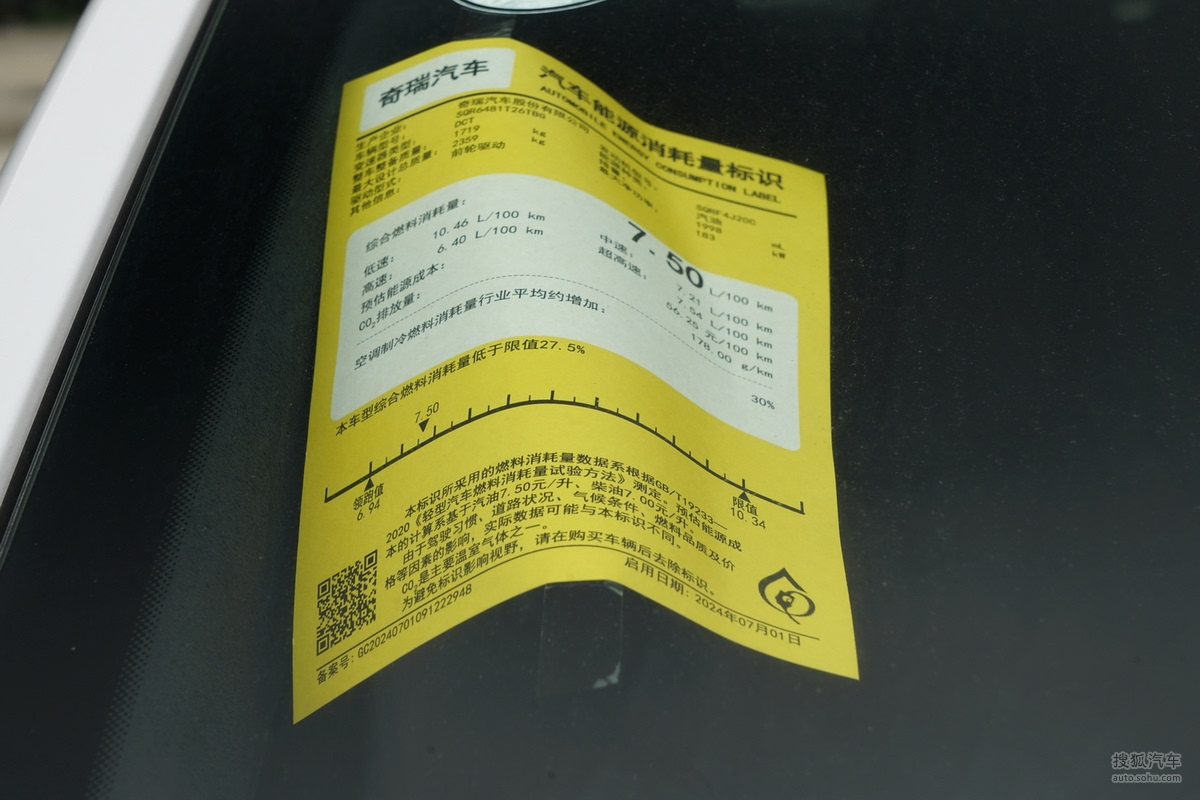 奇瑞汽车
汽车能源消耗量标识
AUTOMOBILE ENERGY CONSUMPTION LABEL
生产企业: 奇瑞汽车股份有限公司
车辆型号: SQR6481T26TBG
变速器类型: DCT
整车整备质量: 1719 kg
最大设计总质量: 2359 kg
驱动型式: 前轮驱动
其他信息:
SQRF4J20C
汽油
1998 mL
最大净功率: 183 kW
综合燃料消耗量: 7.50 L/100 km
低速: 10.46 L/100 km 中速: 7.21 L/100 km
高速: 6.40 L/100 km 超高速: 7.54 L/100 km
预估能源成本: 56.25 元/100 km
CO₂排放量: 178.00 g/km
空调制冷燃料消耗量行业平均约增加: 30%
本车型综合燃料消耗量低于限值27.5%
7.50
领跑值
6.94
限值
10.34
本标识所采用的燃料消耗量数据系根据GB/T19233—
2020《轻型汽车燃料消耗量试验方法》测定。预估能源成
本的计算系基于汽油7.50元/升、柴油7.00元/升。
由于驾驶习惯、道路状况、气候条件、燃料品质及价
格等因素的影响,实际数据可能与本标识不同。
CO₂是主要温室气体之一。
为避免标识影响视野,请在购买车辆后去除标识。
备案号: GC20240701091222948
启用日期: 2024年07月01日
搜狐汽车
auto.sohu.com